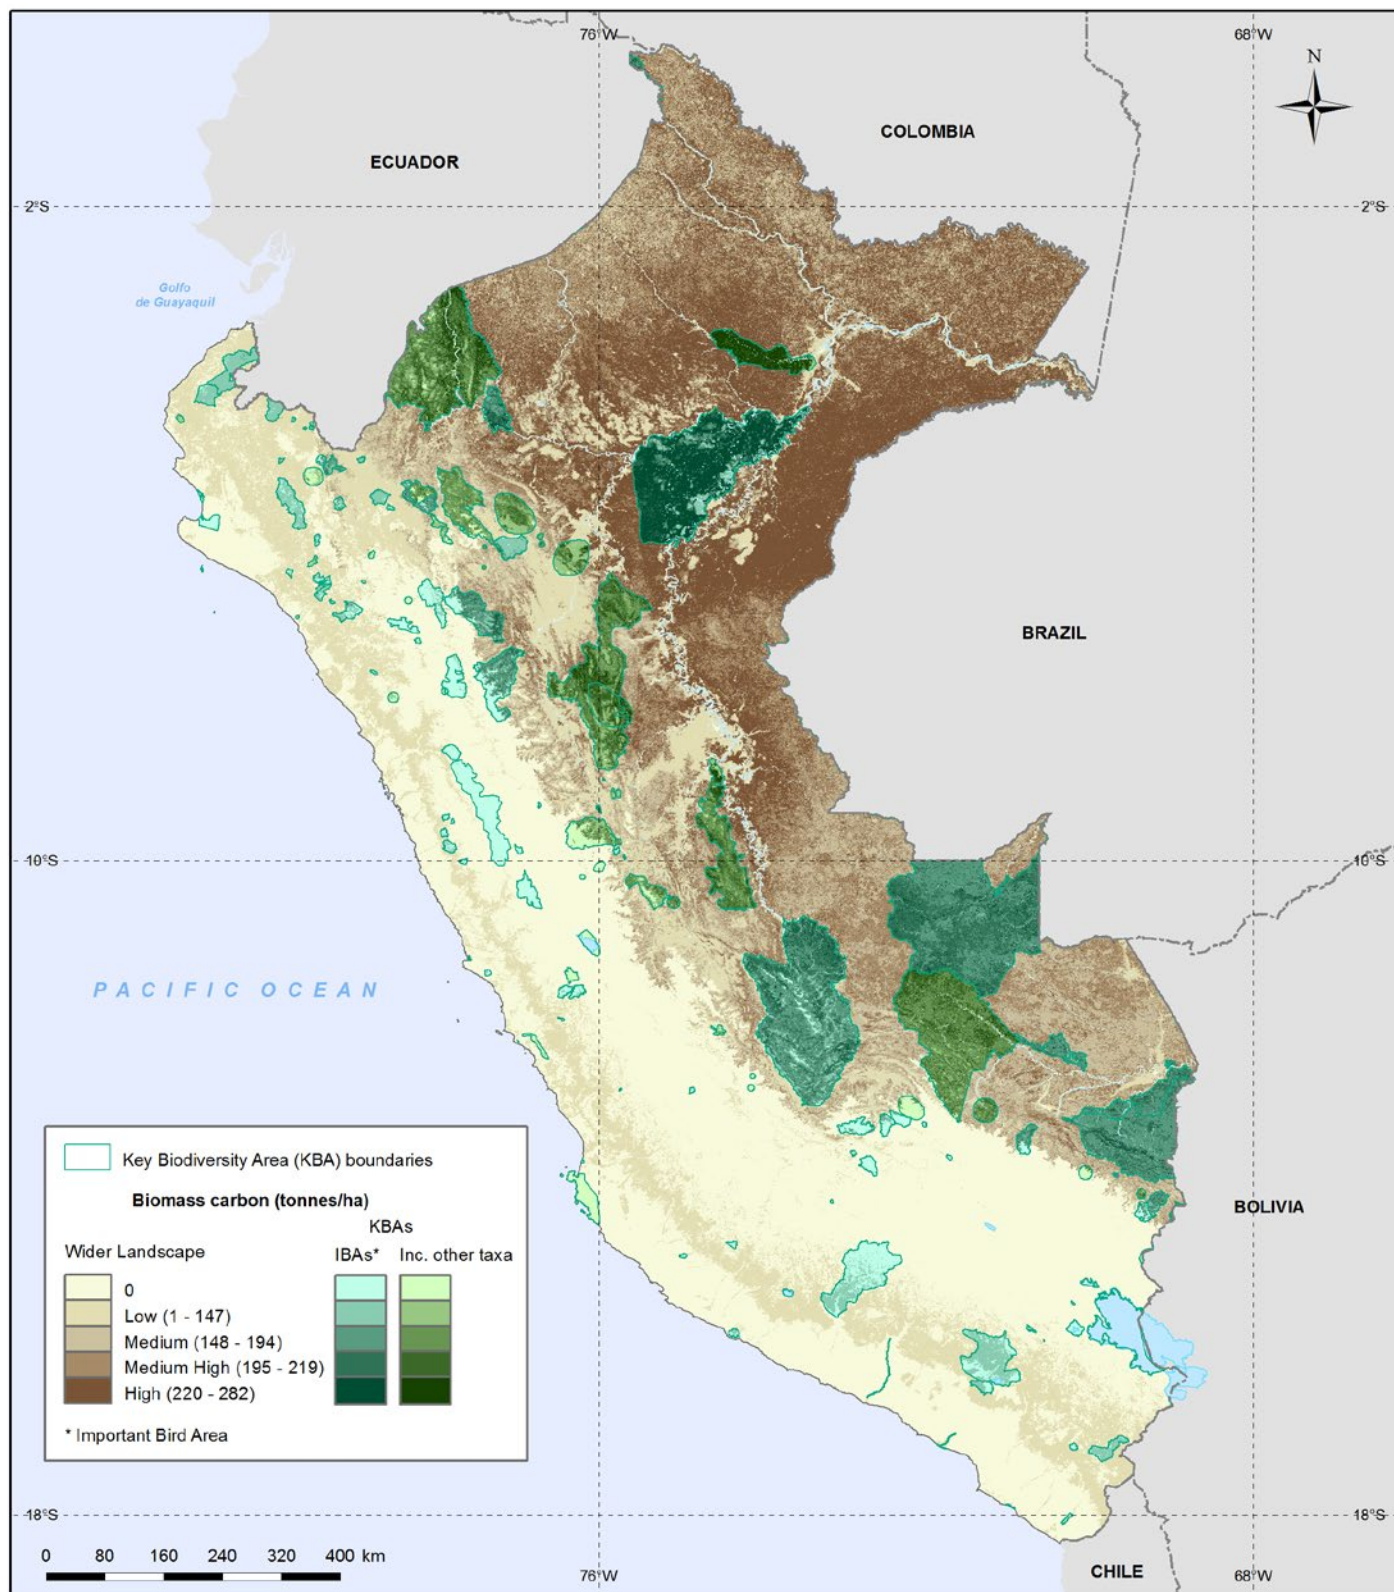 76°W
68°W
N
COLOMBIA
ECUADOR
2°S
2°S
Golfo
de Guayaquil
BRAZIL
10°S
10°S
PACIFIC OCEAN
Key Biodiversity Area (KBA) boundaries
Biomass carbon (tonnes/ha)
KBAs
Wider Landscape
IBAs*
Inc. other taxa
0
Low (1 - 147)
Medium (148 - 194)
Medium High (195 - 219)
High (220 - 282)
* Important Bird Area
BOLIVIA
18°S
18°S
0 80 160 240 320 400 km
76°W
68°W
CHILE